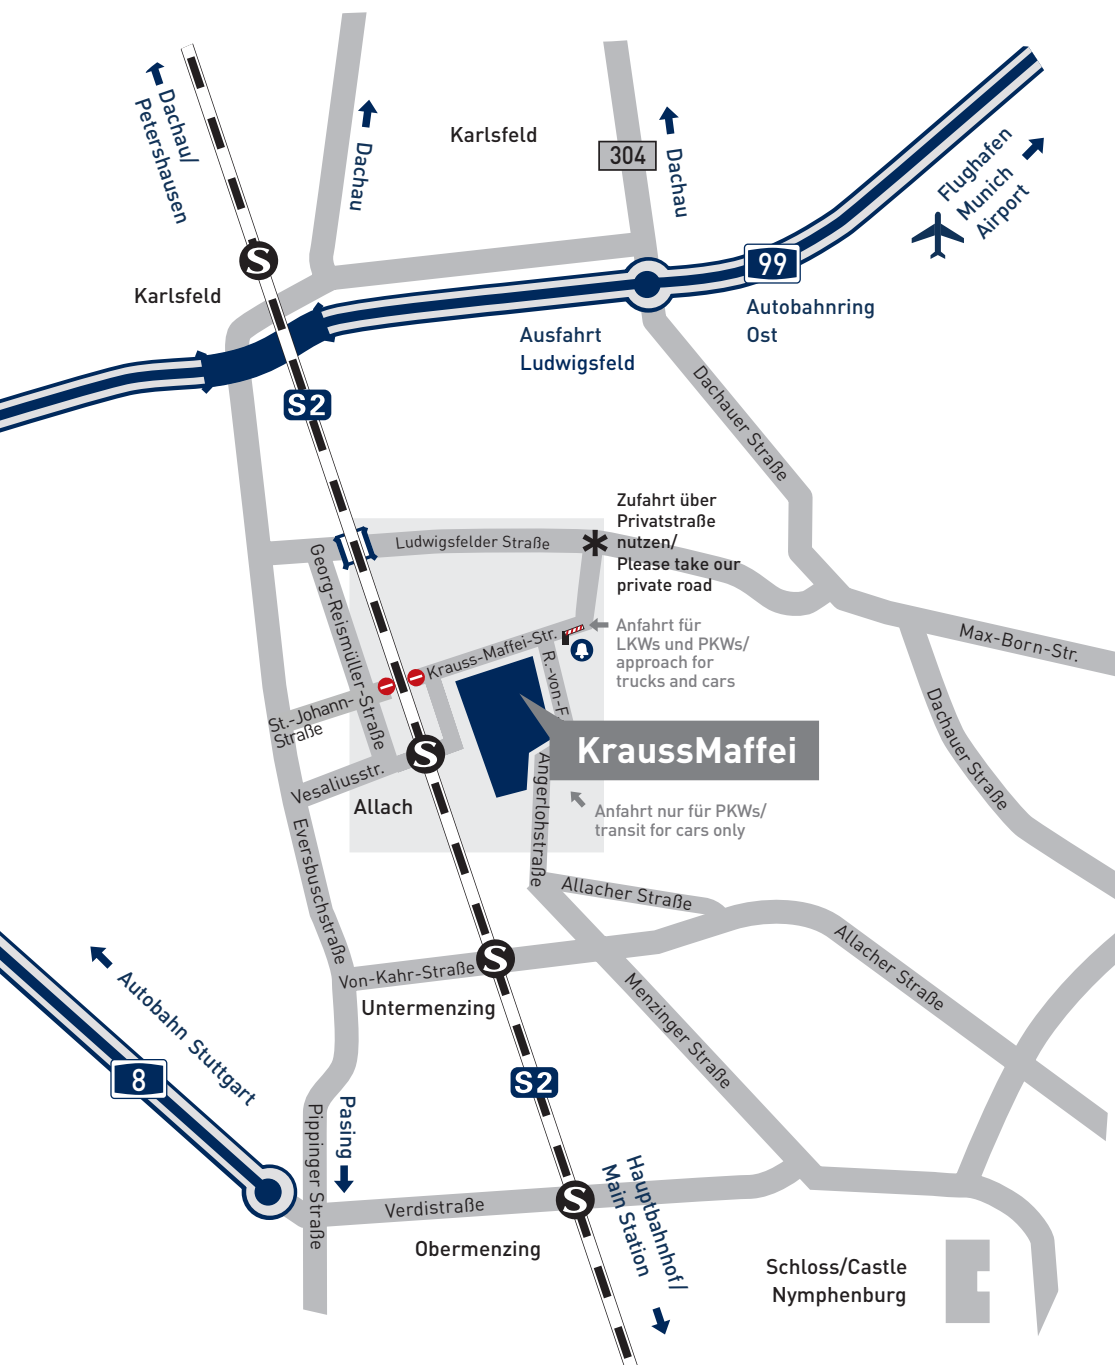 Dachau/
Petershausen
Dachau
Karlsfeld
304
Dachau
Flughafen
Munich
Airport
S
99
Karlsfeld
Autobahnring
Ost
Ausfahrt
Ludwigsfeld
S2
Dachauer Straße
Zufahrt über
Privatstraße
nutzen/
Please take our
private road
Ludwigsfelder Straße
Georg-Reismüller-Straße
Krauss-Maffei-Str.
Anfahrt für
LKWs und PKWs/
approach for
trucks and cars
Max-Born-Str.
R.-von-F
St.-Johann-
Straße
Dachauer Straße
KraussMaffei
S
Vesaliusstr.
Allach
Anfahrt nur für PKWs/
transit for cars only
Angerlohstraße
Eversbuschstraße
Allacher Straße
Allacher Straße
Von-Kahr-Straße
S
Untermenzing
Menzinger Straße
Autobahn Stuttgart
8
S2
Pippinger Straße
Pasing
Hauptbahnhof/
Main Station
Verdistraße
S
Obermenzing
Schloss/Castle
Nymphenburg